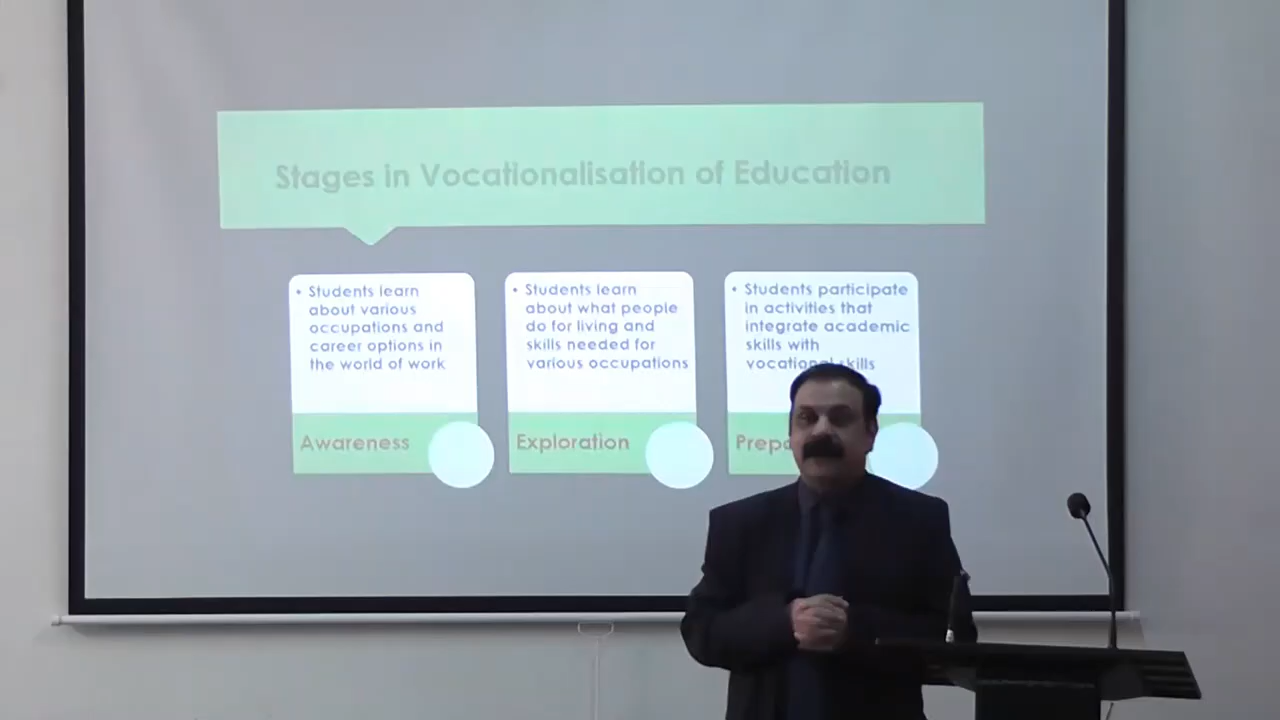 Stages in Vocationalisation of Education
• Students learn
about various
occupations and
career options in
the world of work
Awareness
• Students learn
about what people
do for living and
skills needed for
various occupations
Exploration
• Students participate
in activities that
integrate academic
skills with
vocational skills